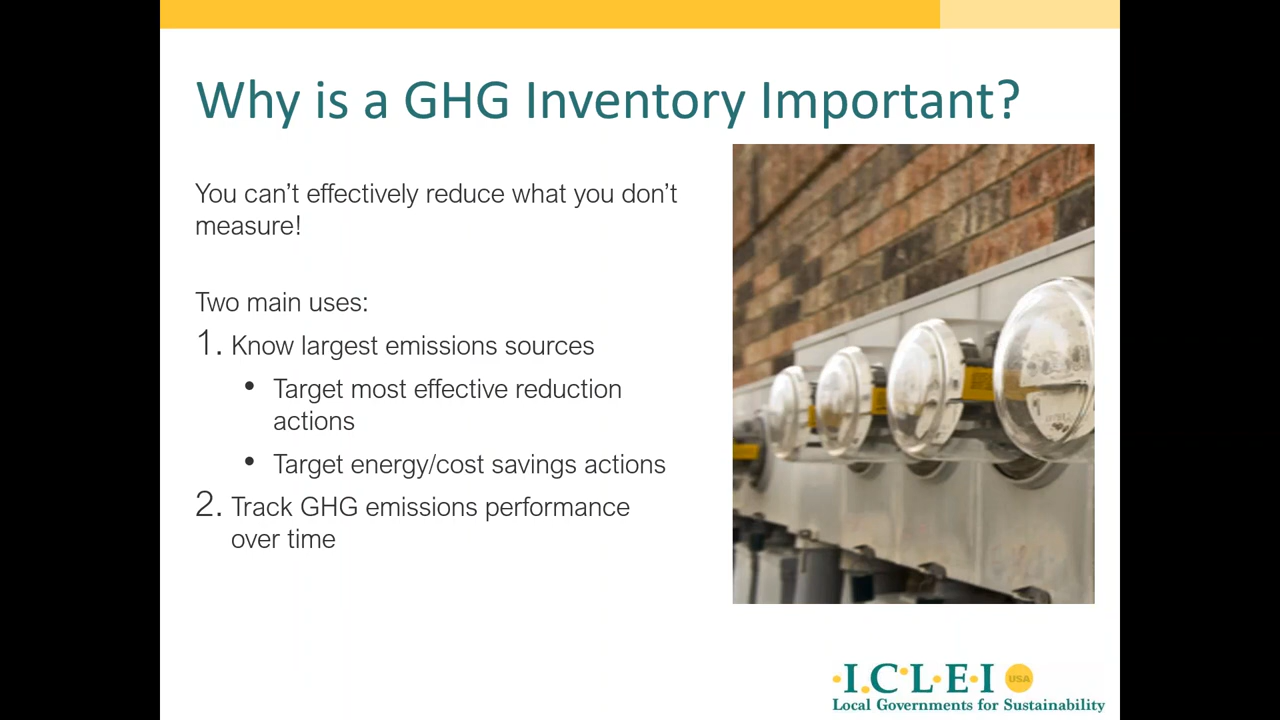 Why is a GHG Inventory Important?
You can’t effectively reduce what you don’t
measure!
Two main uses:
1. Know largest emissions sources
• Target most effective reduction
actions
• Target energy/cost savings actions
2. Track GHG emissions performance
over time
I.C.L.E.I USA
Local Governments for Sustainability